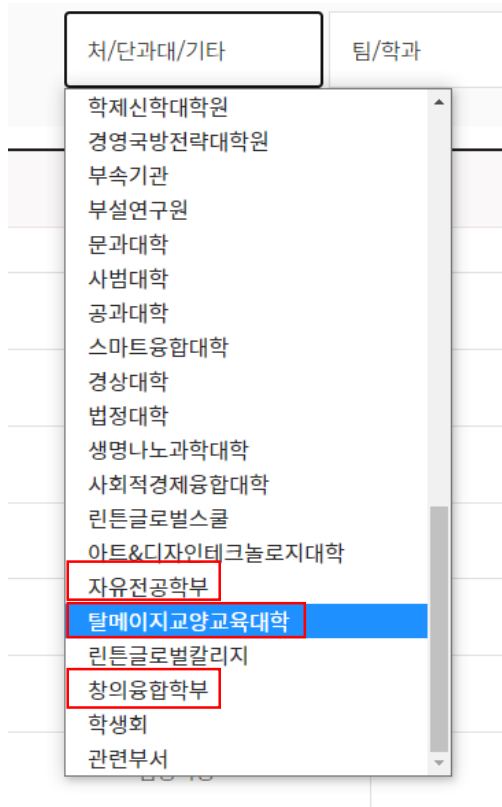 처/단과대/기타 팀/학과
학제신학대학원
경영국방전략대학원
부속기관
부설연구원
문과대학
사범대학
공과대학
스마트융합대학
경상대학
법정대학
생명나노과학대학
사회적경제융합대학
린튼글로벌스쿨
아트&디자인테크놀로지대학
자유전공학부
탈메이지교양교육대학
린튼글로벌칼리지
창의융합학부
학생회
관련부서